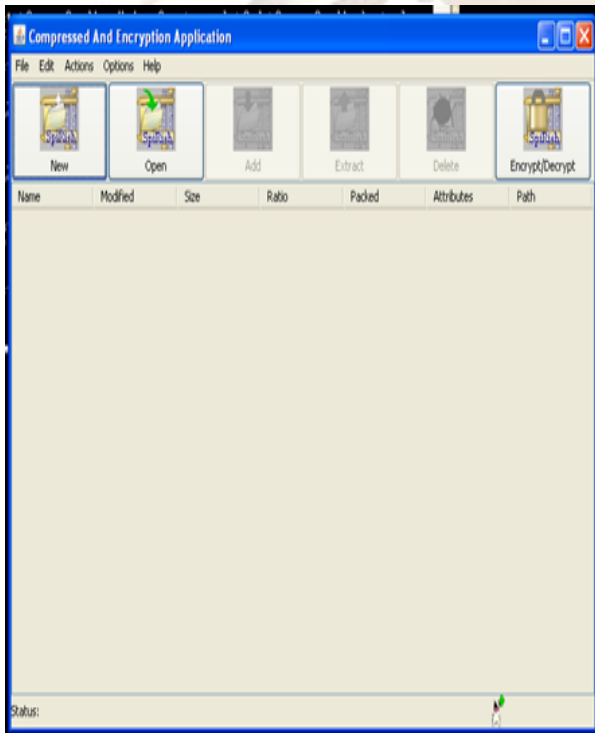 Compressed And Encryption Application
File Edit Actions Options Help
New Open Add Extract Delete Encrypt/Decrypt
Name Modified Size Ratio Packed Attributes Path
Status: